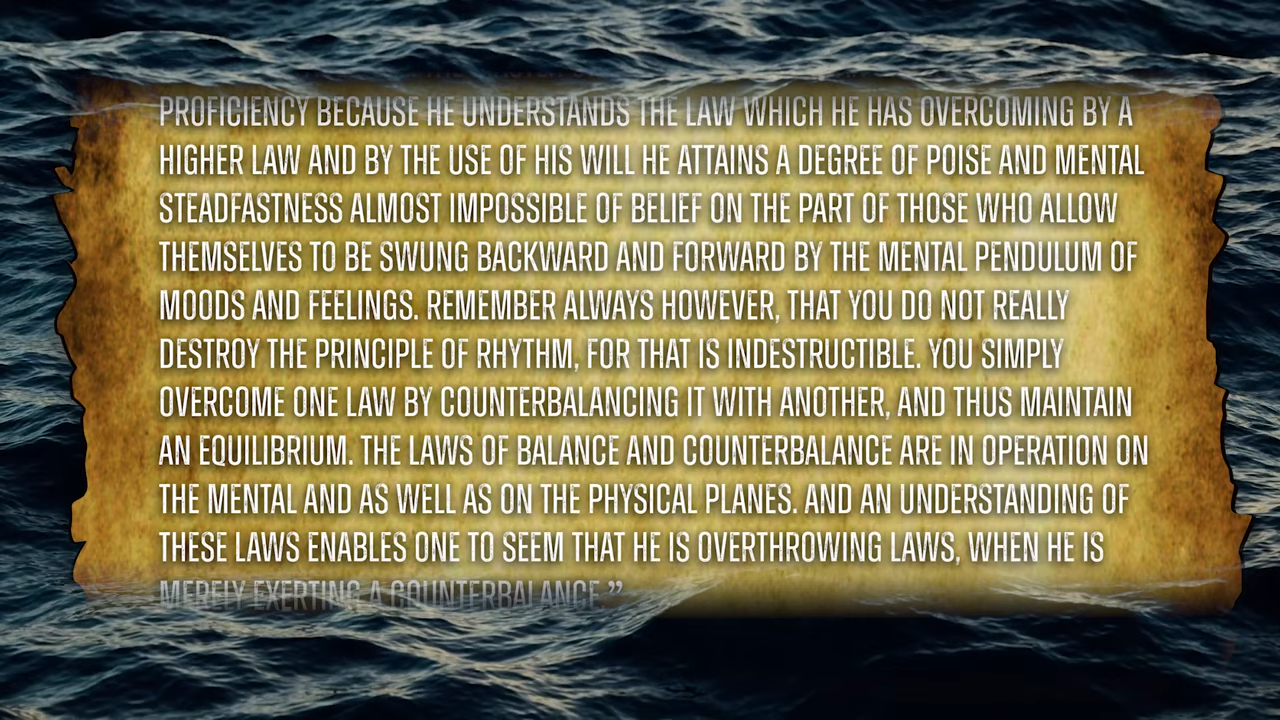 PROFICIENCY BECAUSE HE UNDERSTANDS THE LAW WHICH HE HAS OVERCOMING BY A
HIGHER LAW AND BY THE USE OF HIS WILL HE ATTAINS A DEGREE OF POISE AND MENTAL
STEADFASTNESS ALMOST IMPOSSIBLE OF BELIEF ON THE PART OF THOSE WHO ALLOW
THEMSELVES TO BE SWUNG BACKWARD AND FORWARD BY THE MENTAL PENDULUM OF
MOODS AND FEELINGS. REMEMBER ALWAYS HOWEVER, THAT YOU DO NOT REALLY
DESTROY THE PRINCIPLE OF RHYTHM, FOR THAT IS INDESTRUCTIBLE. YOU SIMPLY
OVERCOME ONE LAW BY COUNTERBALANCING IT WITH ANOTHER, AND THUS MAINTAIN
AN EQUILIBRIUM. THE LAWS OF BALANCE AND COUNTERBALANCE ARE IN OPERATION ON
THE MENTAL AND AS WELL AS ON THE PHYSICAL PLANES. AND AN UNDERSTANDING OF
THESE LAWS ENABLES ONE TO SEEM THAT HE IS OVERTHROWING LAWS, WHEN HE IS
MERELY EXERTING A COUNTERBALANCE.”